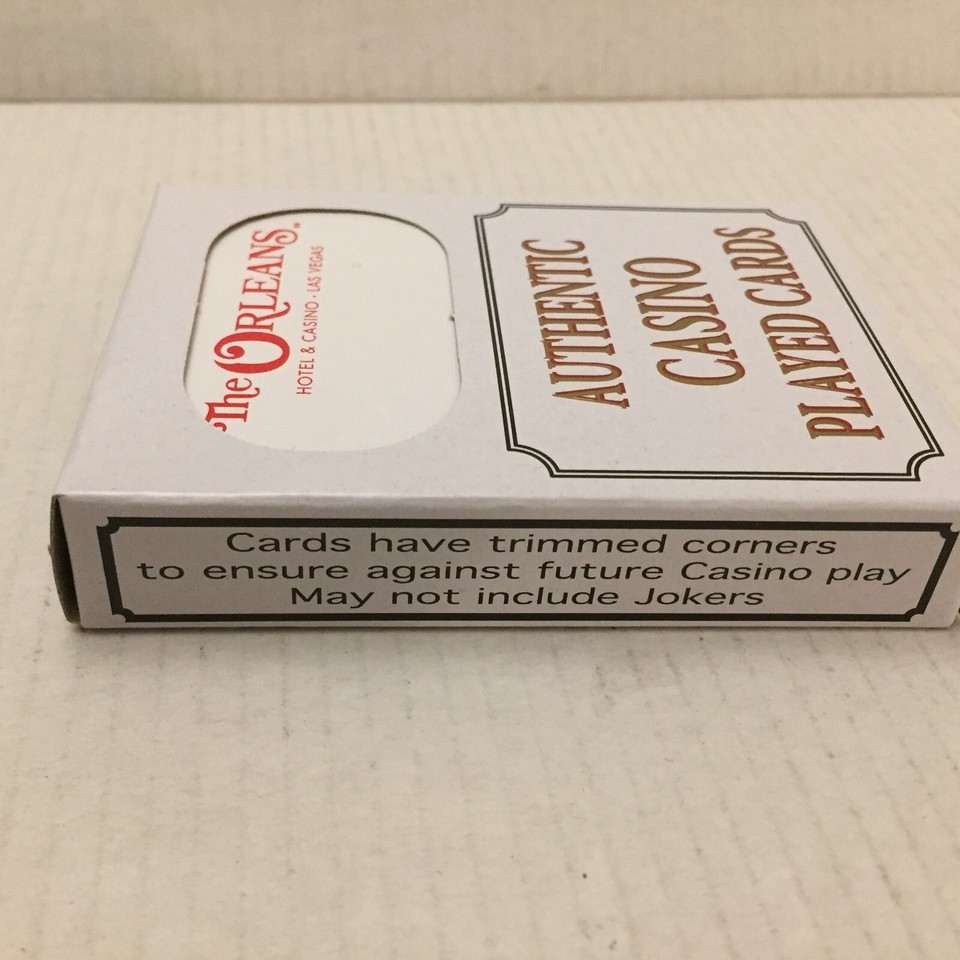 The ORLEANS
HOTEL & CASINO · LAS VEGAS
AUTHENTIC
CASINO
PLAYED CARDS
Cards have trimmed corners
to ensure against future Casino play
May not include Jokers